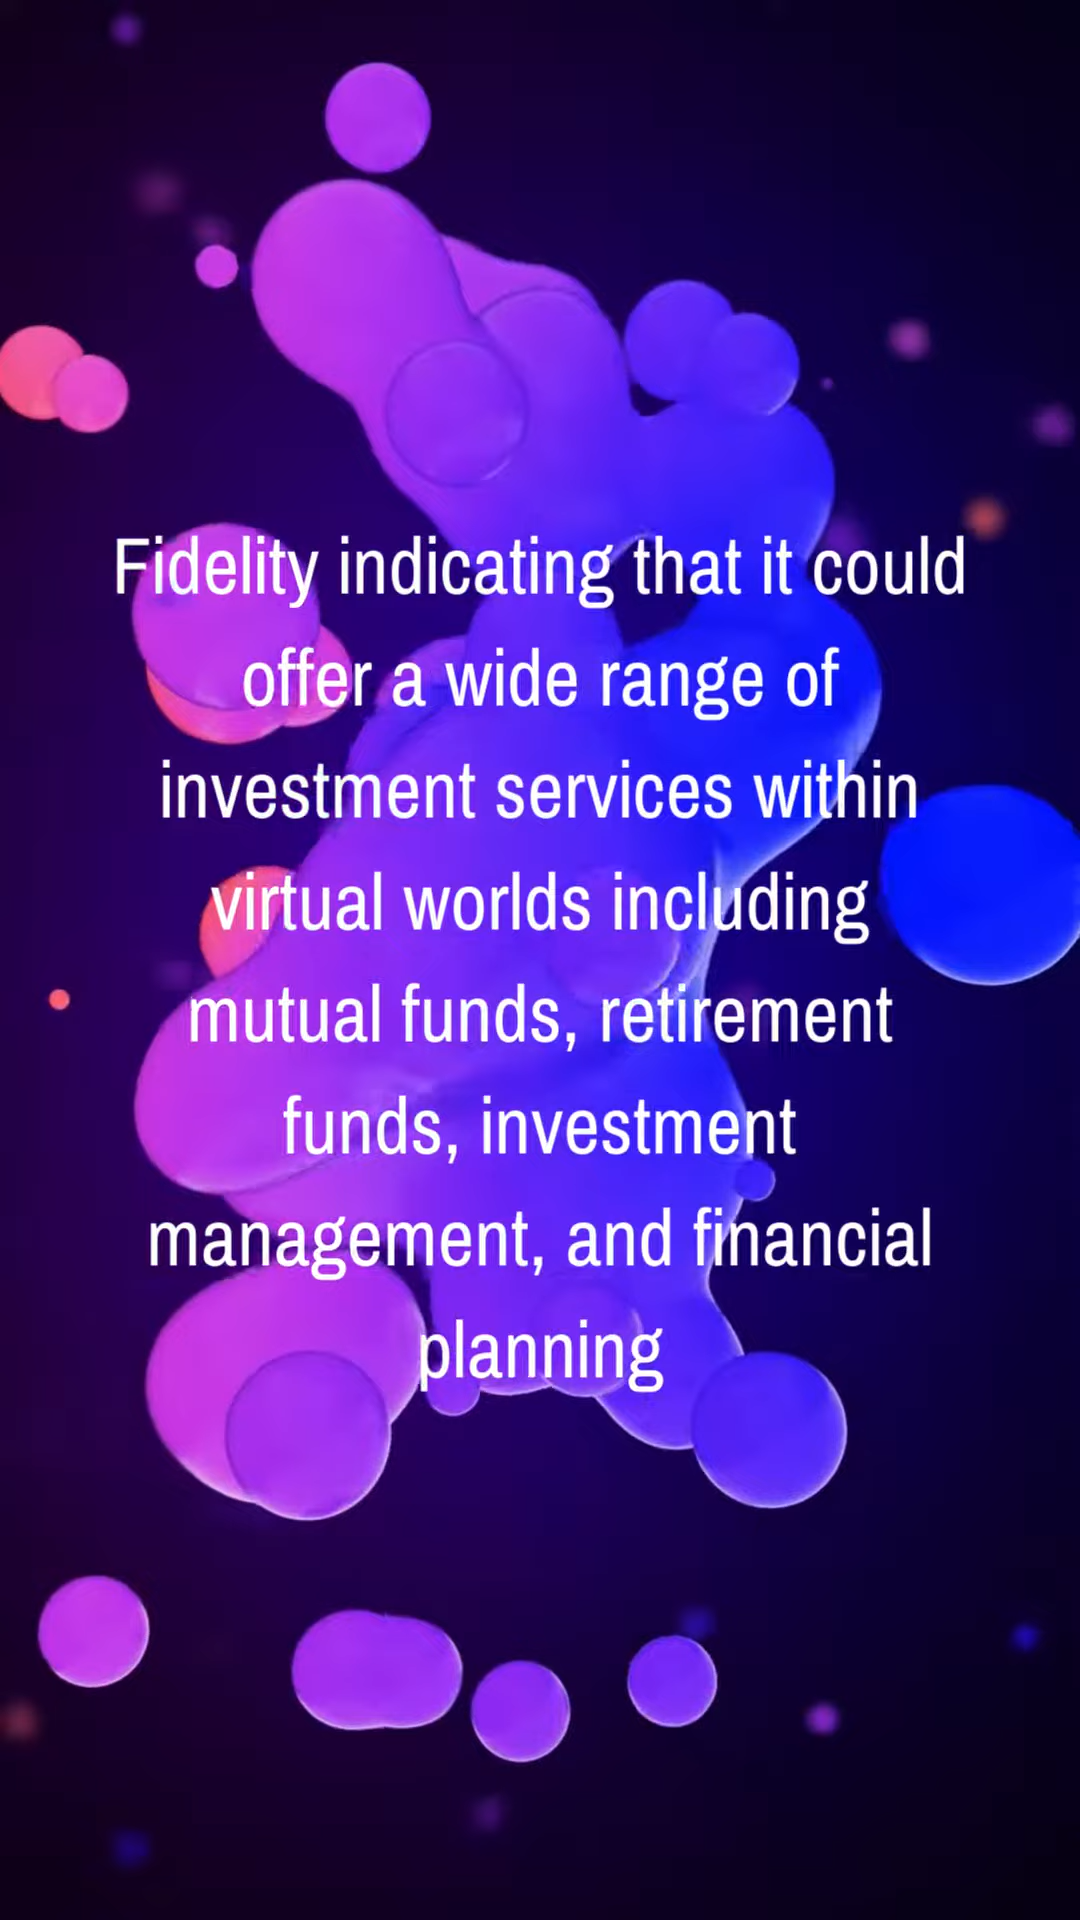 Fidelity indicating that it could
offer a wide range of
investment services within
virtual worlds including
mutual funds, retirement
funds, investment
management, and financial
planning